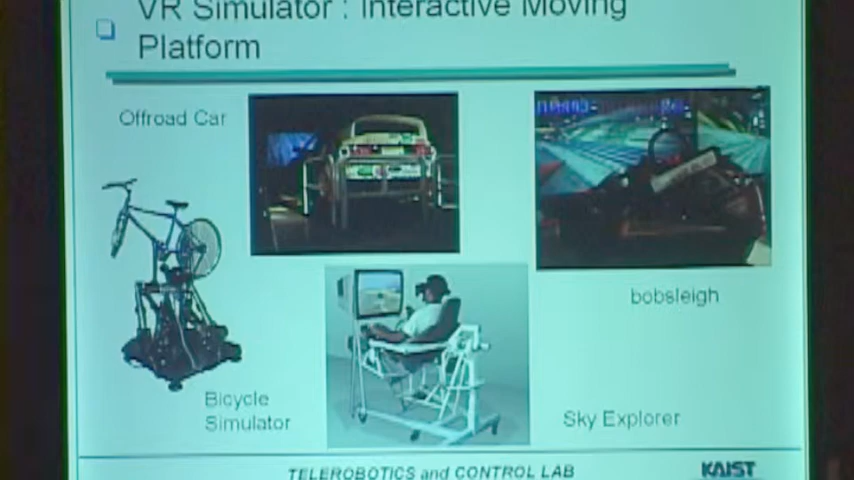 VR Simulator : Interactive Moving
Platform
Offroad Car
bobsleigh
Bicycle
Simulator
Sky Explorer
TELEROBOTICS and CONTROL LAB
KAIST